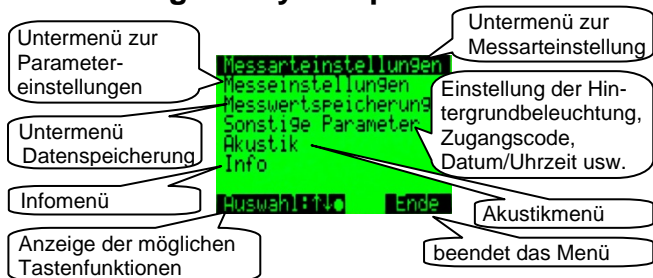 Untermenü zur
Messarteinstellung
Untermenü zur
Parameter-
einstellungen
Messarteinstellungen
Messeinstellungen
Messwertspeicherung
Sonstige Parameter
Akustik
Info
Auswahl:↑↓● Ende
Einstellung der Hin-
tergrundbeleuchtung,
Zugangscode,
Datum/Uhrzeit usw.
Untermenü
Datenspeicherung
Infomenü
Akustikmenü
Anzeige der möglichen
Tastenfunktionen
beendet das Menü